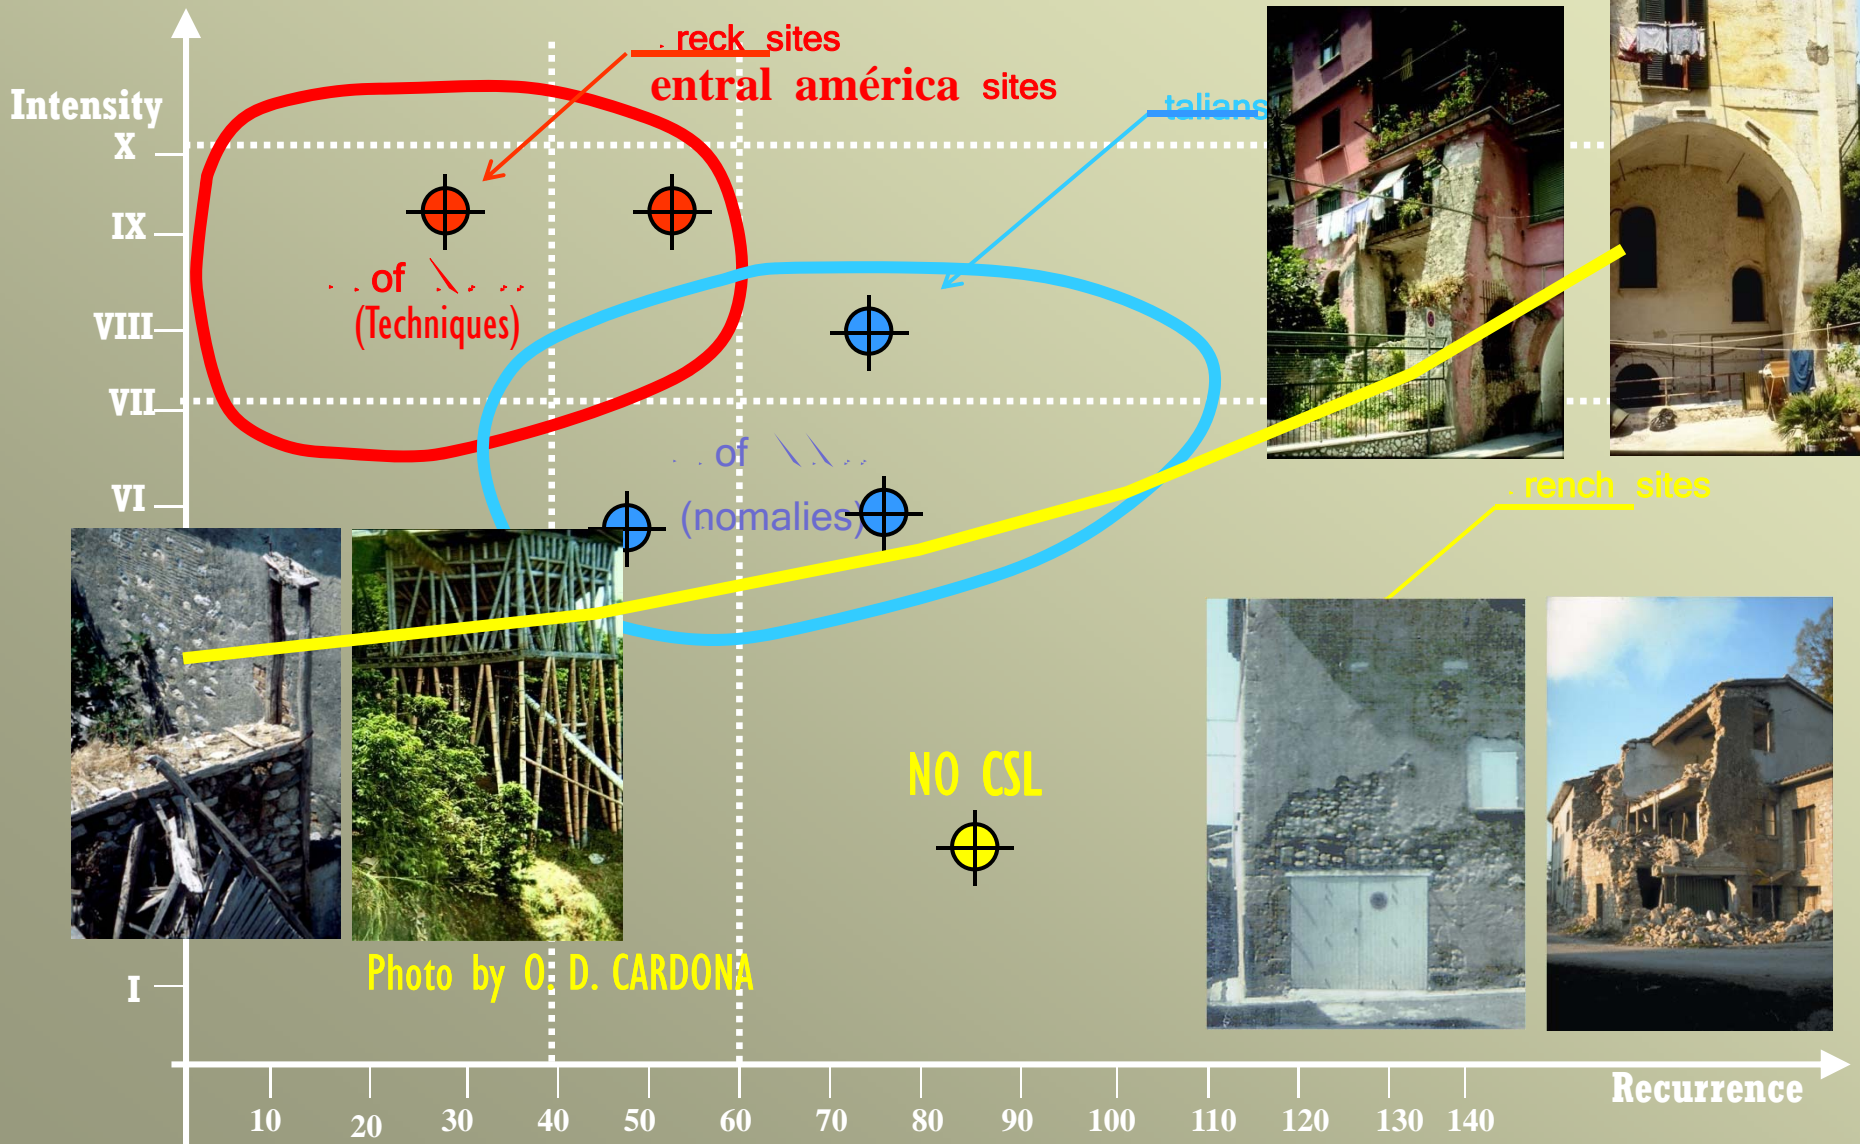 reck sites
entral américa sites
Intensity
talians
X
IX
of
(Techniques)
VIII
VII
of
(nomalies)
VI
rench sites
NO CSL
Photo by O. D. CARDONA
I
Recurrence
10 20 30 40 50 60 70 80 90 100 110 120 130 140